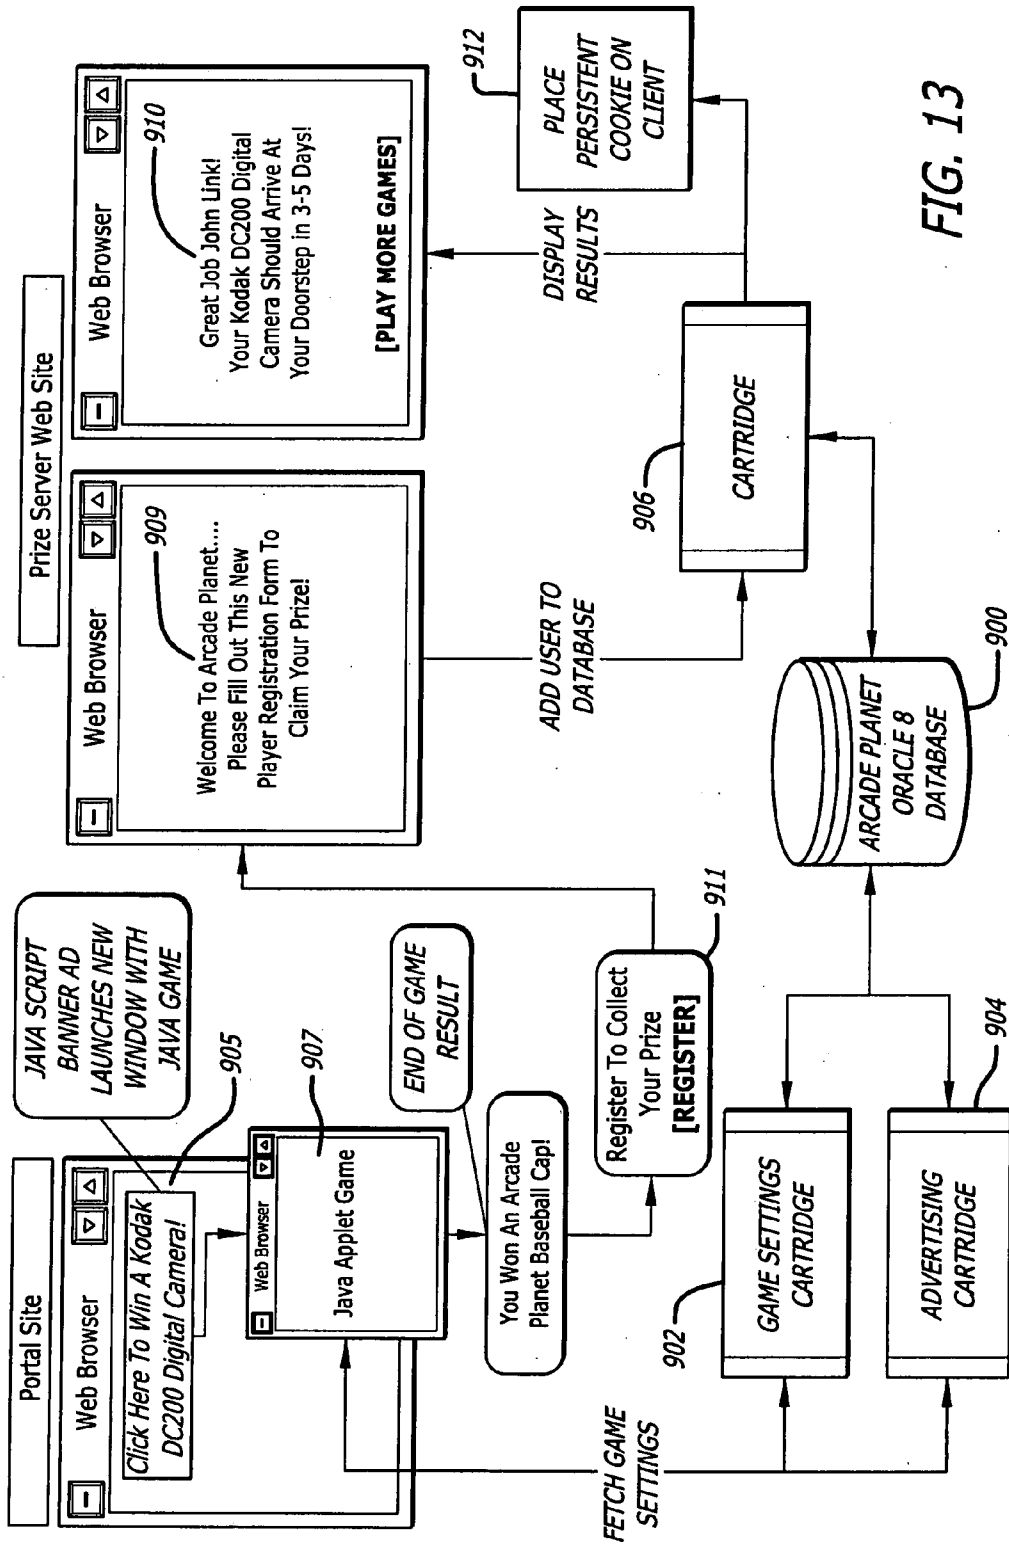 Portal Site
Web Browser
Click Here To Win A Kodak
DC200 Digital Camera!
905
JAVA SCRIPT
BANNER AD
LAUNCHES NEW
WINDOW WITH
JAVA GAME
Web Browser
Java Applet Game
907
END OF GAME
RESULT
You Won An Arcade
Planet Baseball Cap!
Register To Collect
Your Prize
[REGISTER]
911
FETCH GAME
SETTINGS
902
GAME SETTINGS
CARTRIDGE
ADVERTISING
CARTRIDGE
904
Prize Server Web Site
Web Browser
909
Welcome To Arcade Planet....
Please Fill Out This New
Player Registration Form To
Claim Your Prize!
Web Browser
910
Great Job John Link!
Your Kodak DC200 Digital
Camera Should Arrive At
Your Doorstep in 3-5 Days!
[PLAY MORE GAMES]
ADD USER TO
DATABASE
DISPLAY
RESULTS
912
PLACE
PERSISTENT
COOKIE ON
CLIENT
906
CARTRIDGE
ARCADE PLANET
ORACLE 8
DATABASE
900
FIG. 13